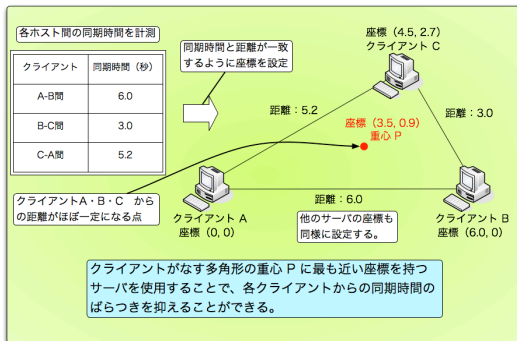 各ホスト間の同期時間を計測
クライアント 同期時間（秒）
A-B間 6.0
B-C間 3.0
C-A間 5.2
同期時間と距離が一致
するように座標を設定
座標（4.5, 2.7）
クライアント C
距離：5.2
距離：3.0
座標（3.5, 0.9）
重心 P
クライアントA・B・C から
の距離がほぼ一定になる点
クライアント A
座標（0, 0）
距離：6.0
他のサーバの座標も
同様に設定する。
クライアント B
座標（6.0, 0）
クライアントがなす多角形の重心 P に最も近い座標を持つ
サーバを使用することで、各クライアントからの同期時間の
ばらつきを抑えることができる。